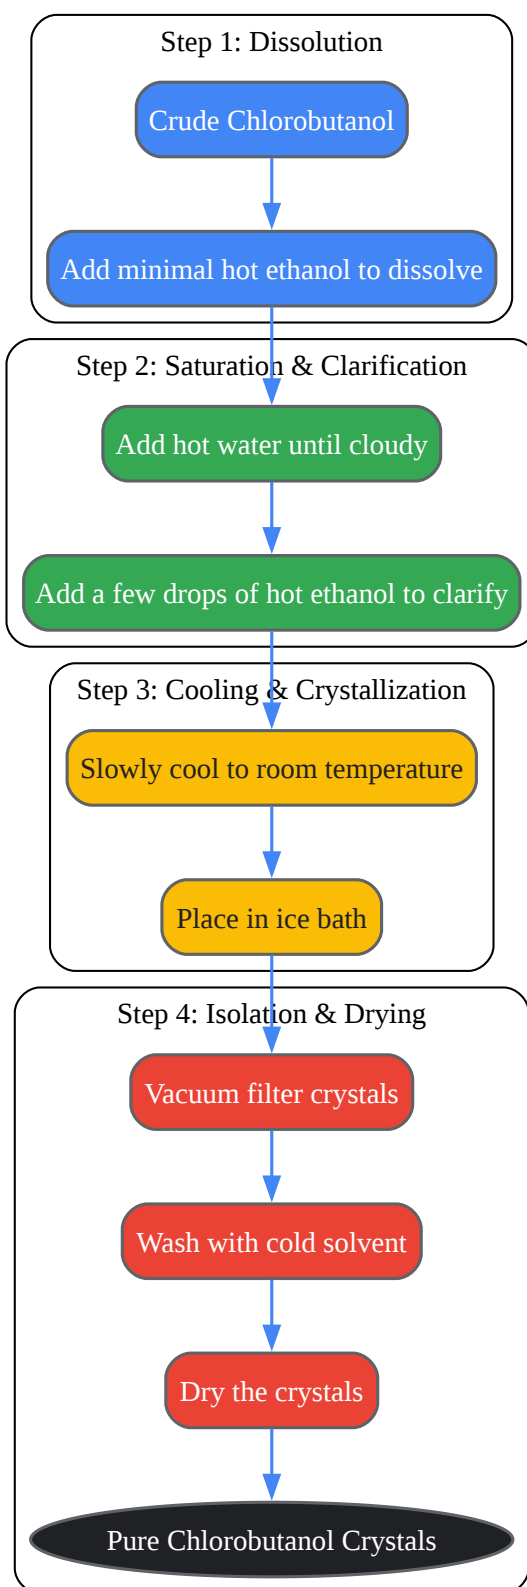 Step 1: Dissolution
Crude Chlorobutanol
Add minimal hot ethanol to dissolve
Step 2: Saturation & Clarification
Add hot water until cloudy
Add a few drops of hot ethanol to clarify
Step 3: Cooling & Crystallization
Slowly cool to room temperature
Place in ice bath
Step 4: Isolation & Drying
Vacuum filter crystals
Wash with cold solvent
Dry the crystals
Pure Chlorobutanol Crystals